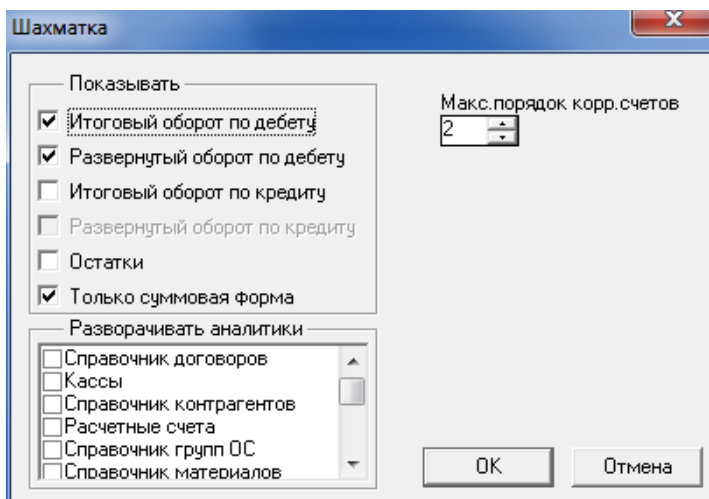 Шахматка
Показывать
Итоговый оборот по дебету
Развернутый оборот по дебету
Итоговый оборот по кредиту
Развернутый оборот по кредиту
Остатки
Только суммовая форма
Макс.порядок корр.счетов
2
Разворачивать аналитики
Справочник договоров
Кассы
Справочник контрагентов
Расчетные счета
Справочник групп ОС
Справочник материалов
OK
Отмена